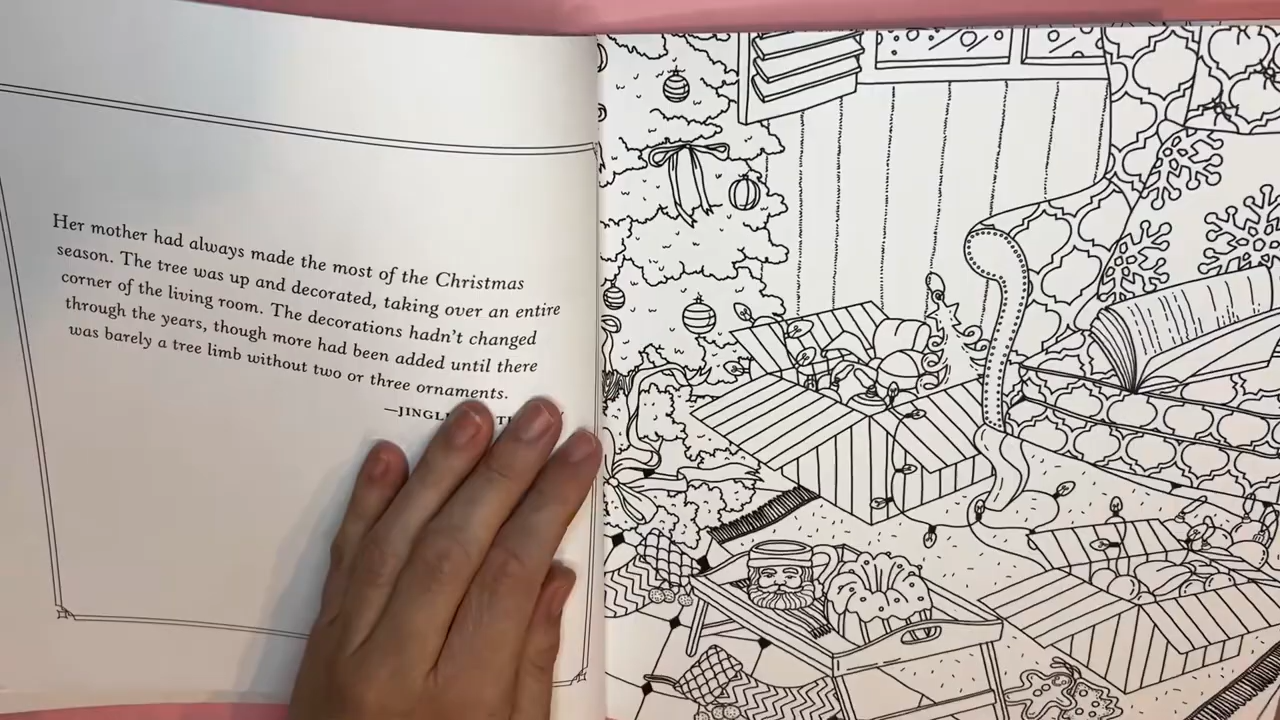 Her mother had always made the most of the Christmas
season. The tree was up and decorated, taking over an entire
corner of the living room. The decorations hadn't changed
through the years, though more had been added until there
was barely a tree limb without two or three ornaments.